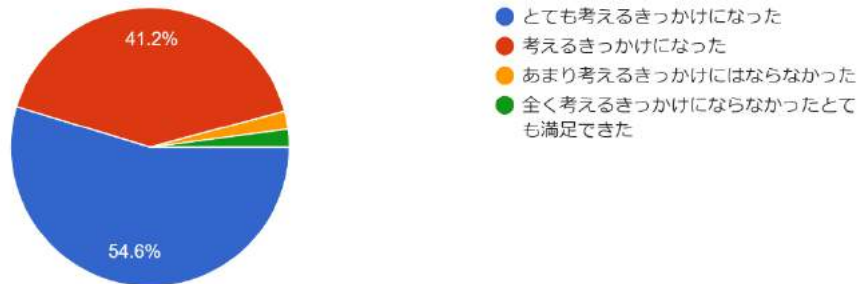 41.2%
54.6%
とても考えるきっかけになった
考えるきっかけになった
あまり考えるきっかけにはならなかった
全く考えるきっかけにならなかったとて
も満足できた